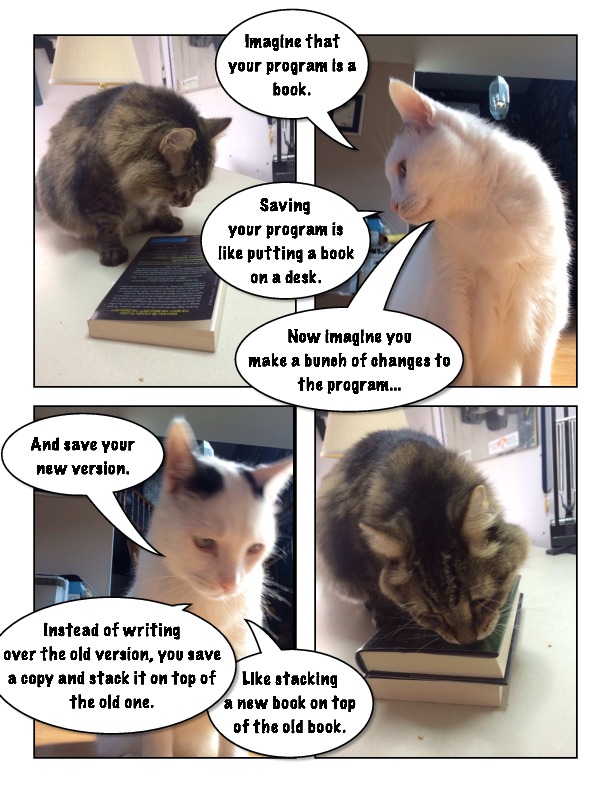 Imagine that
your program is a
book.
Saving
your program is
like putting a book
on a desk.
Now imagine you
make a bunch of changes to
the program...
And save your
new version.
Instead of writing
over the old version, you save
a copy and stack it on top of
the old one.
Like stacking
a new book on top
of the old book.